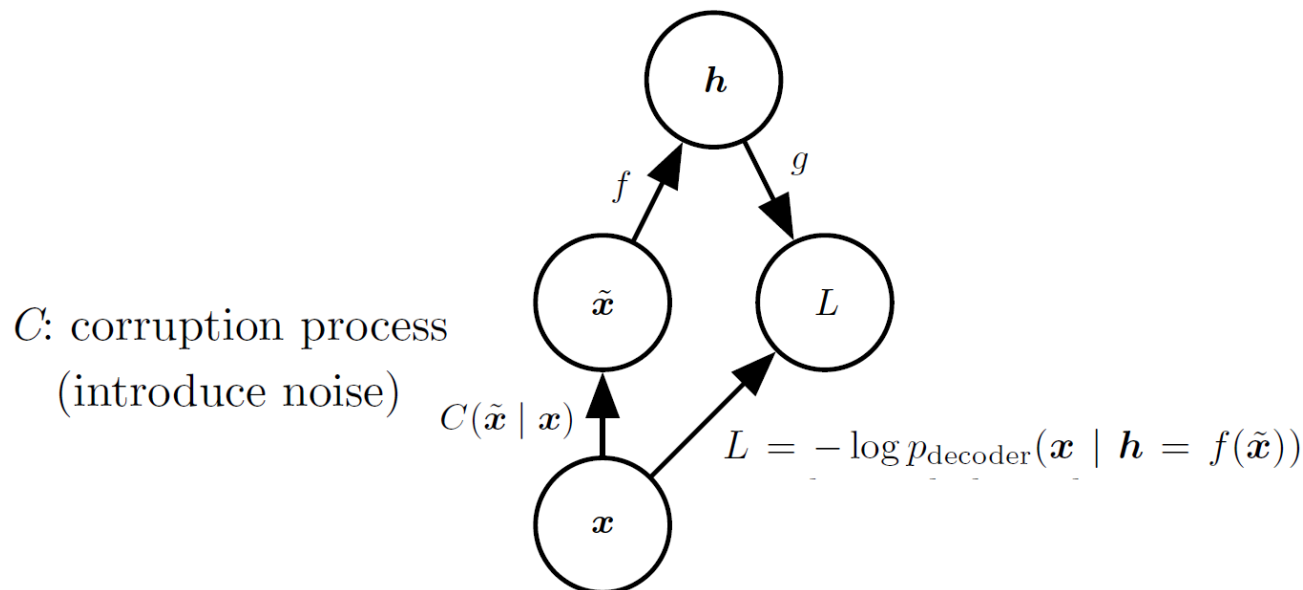 h
f
g
x̃
L
C: corruption process
(introduce noise)
C(x̃ | x)
L = − log p_decoder(x | h = f(x̃))
x